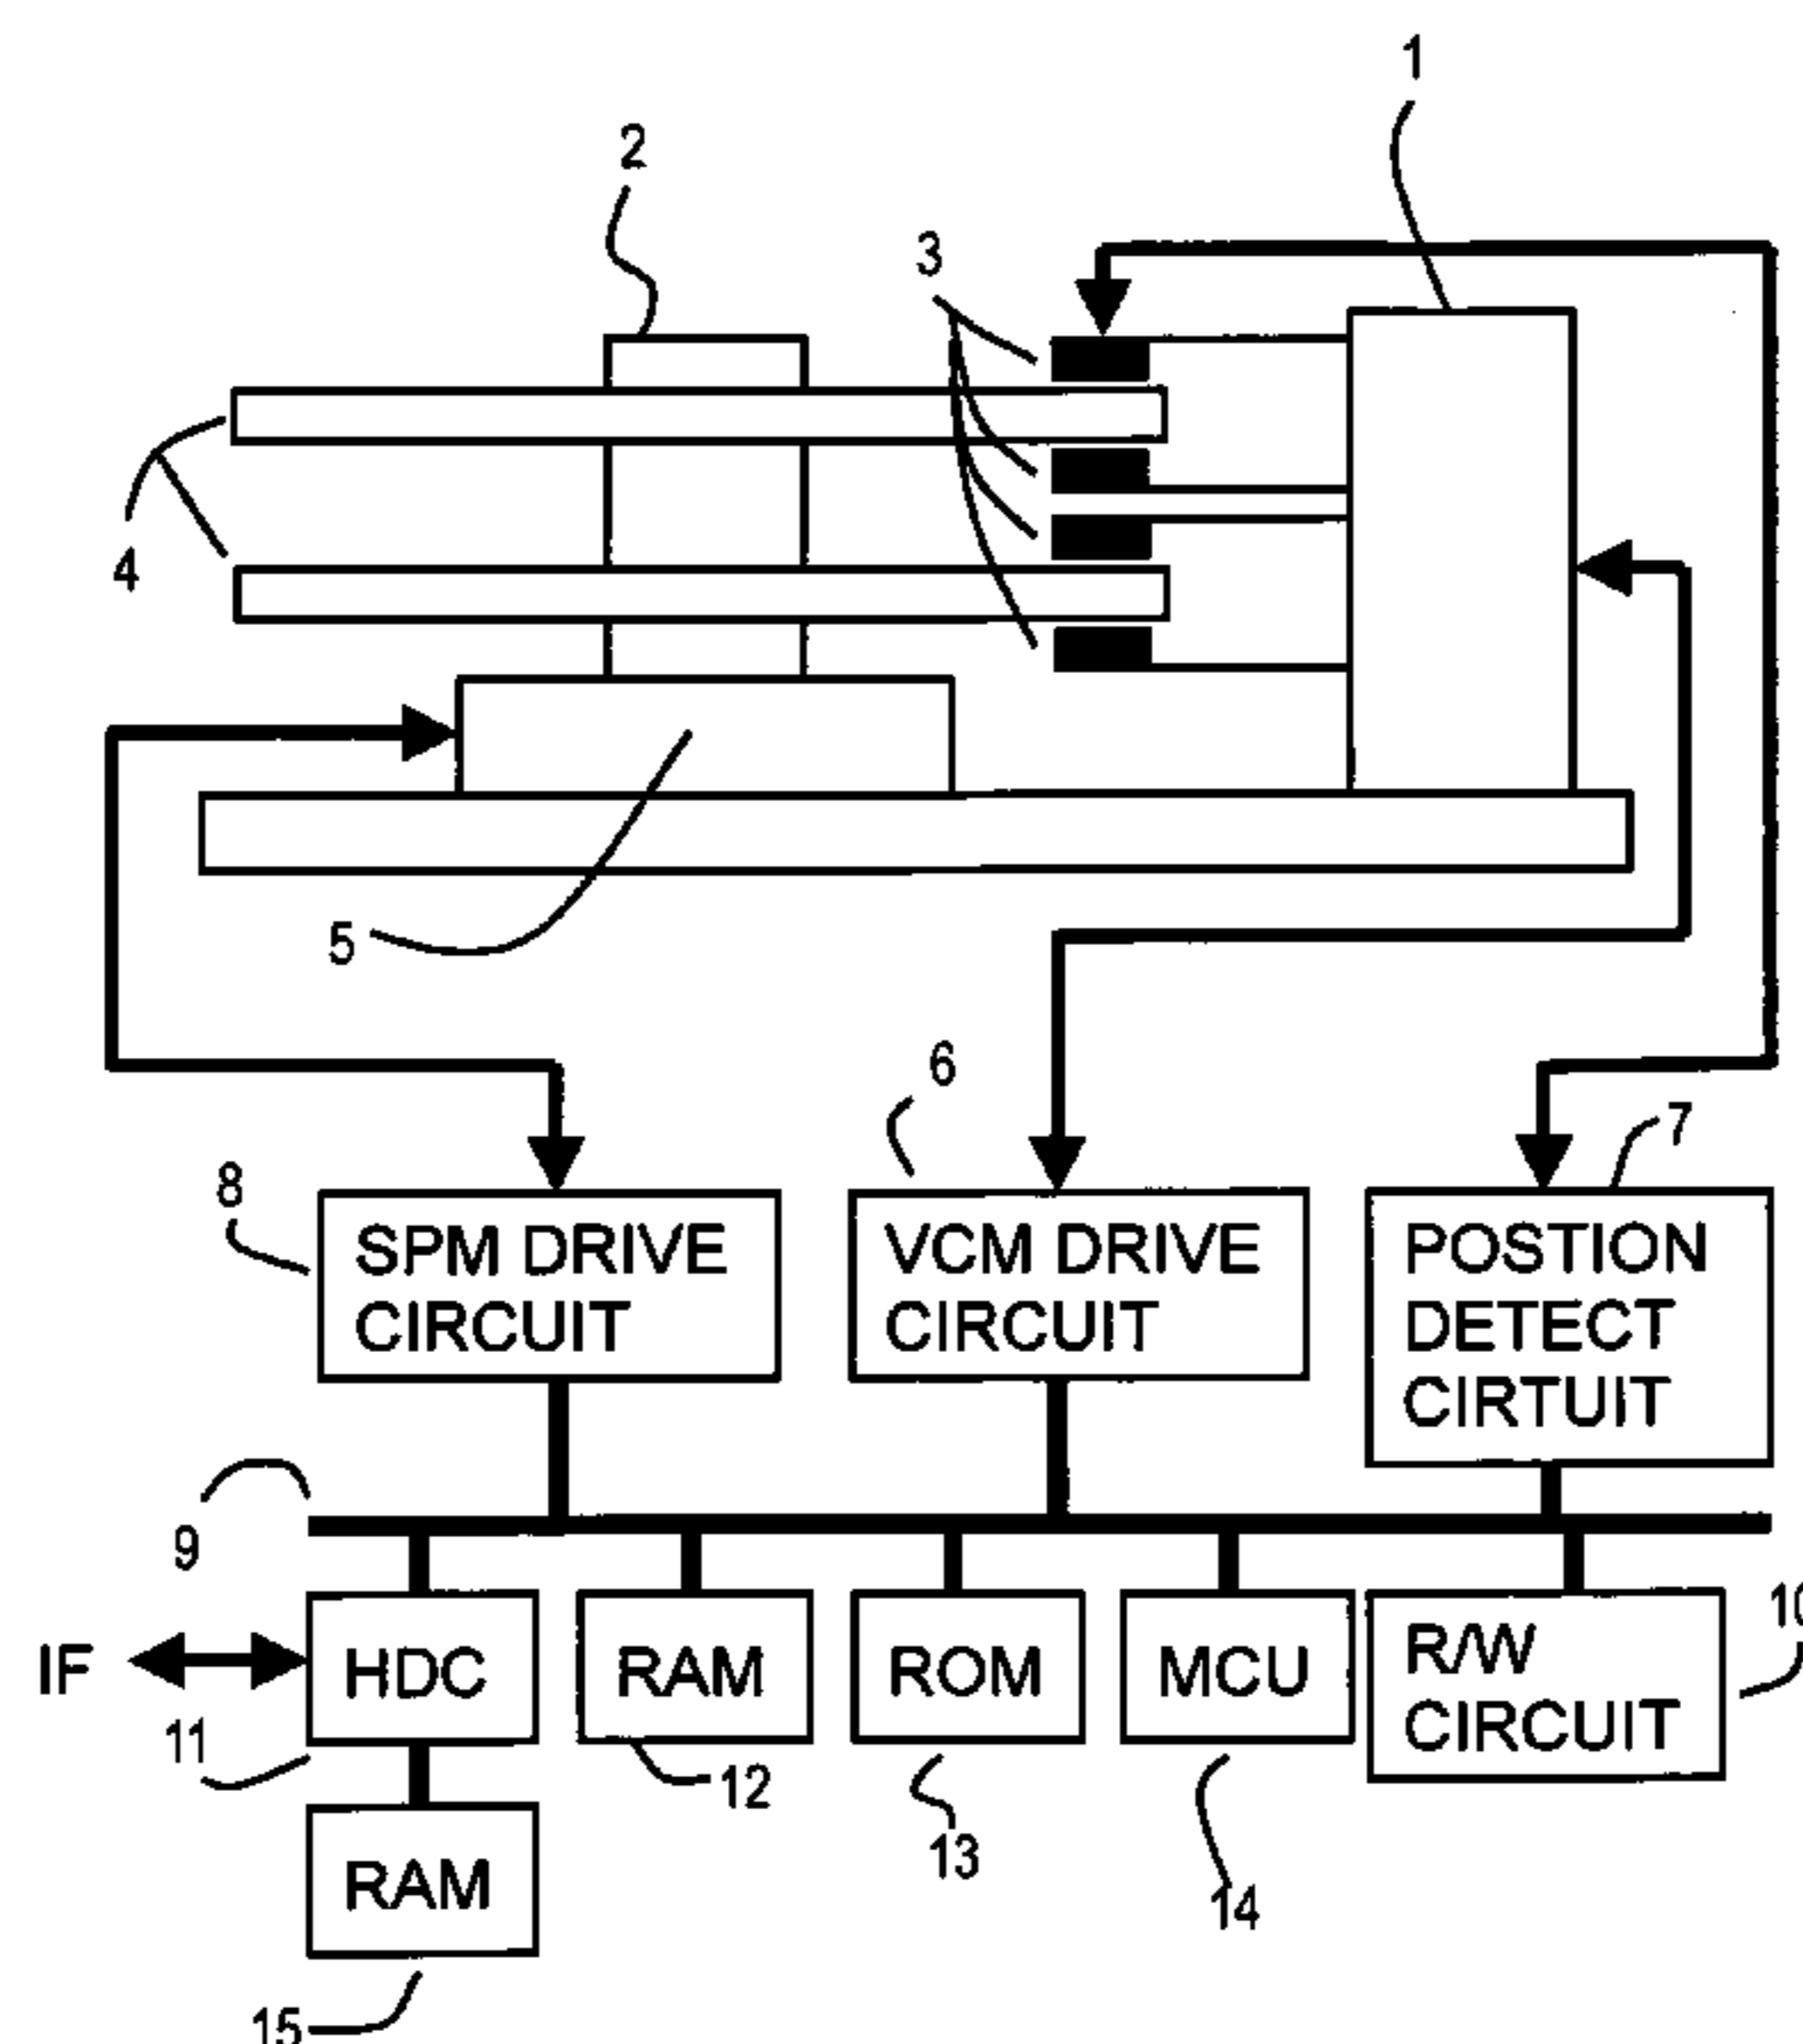 1
2
3
4
5
6
7
8
SPM DRIVE
CIRCUIT
VCM DRIVE
CIRCUIT
POSTION
DETECT
CIRTUIT
9
10
IF
HDC
RAM
ROM
MCU
R/W
CIRCUIT
11
12
13
14
RAM
15